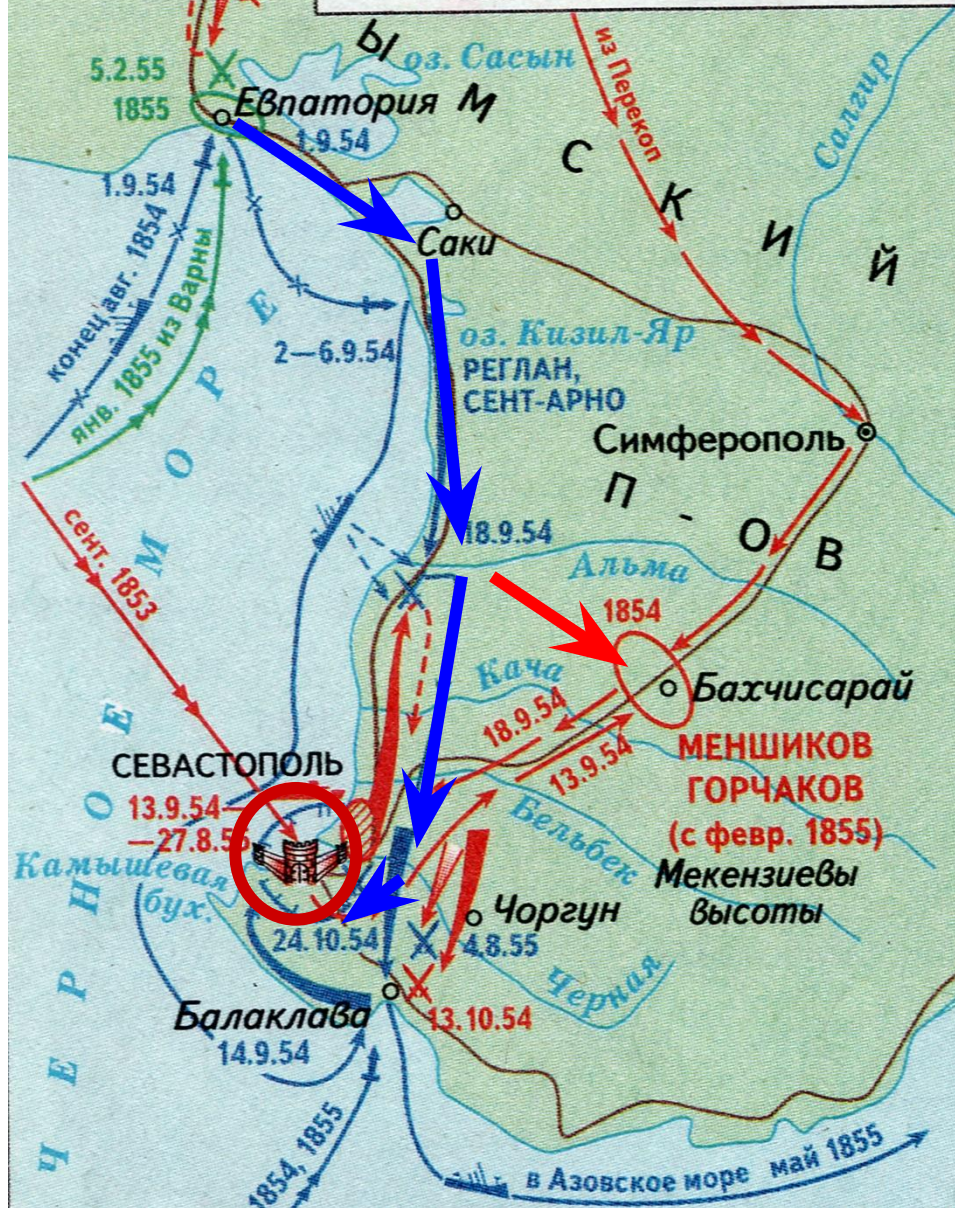 Ы
оз. Сасын
из Перекоп
5.2.55
1855
Евпатория
М
1.9.54
Салгир
С
К
И
Й
1.9.54
Саки
конец авг. 1854
янв. 1855 из Варны
2—6.9.54
оз. Кизил-Яр
РЕГЛАН,
СЕНТ-АРНО
Симферополь
П-ОВ
18.9.54
сент. 1853
Альма
1854
Кача
Бахчисарай
18.9.54
13.9.54
МЕНШИКОВ
ГОРЧАКОВ
(с февр. 1855)
СЕВАСТОПОЛЬ
13.9.54—
—27.8.55
Бельбек
Камышевая
бух.
Мекензиевы
высоты
Чоргун
24.10.54
4.8.55
Черная
Балаклава
13.10.54
14.9.54
1854, 1855
в Азовское море май 1855
ЧЕРНОЕ МОРЕ